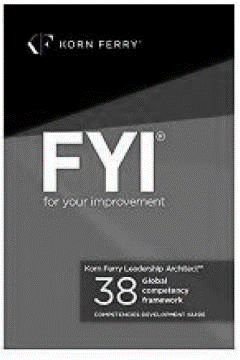 KORN FERRY®
FYI®
for your improvement
Korn Ferry Leadership Architect™
38 Global
competency
framework
COMPETENCIES DEVELOPMENT GUIDE